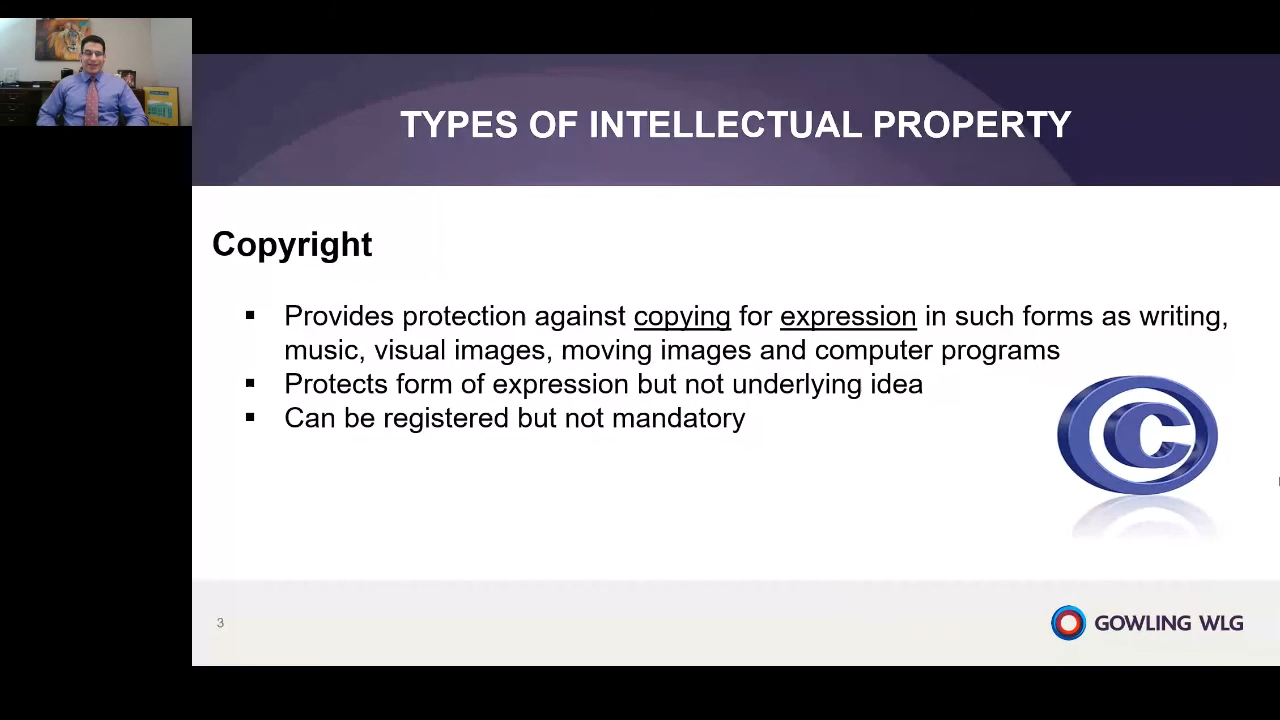 TYPES OF INTELLECTUAL PROPERTY
Copyright
▪ Provides protection against copying for expression in such forms as writing,
music, visual images, moving images and computer programs
▪ Protects form of expression but not underlying idea
▪ Can be registered but not mandatory
©
3
GOWLING WLG